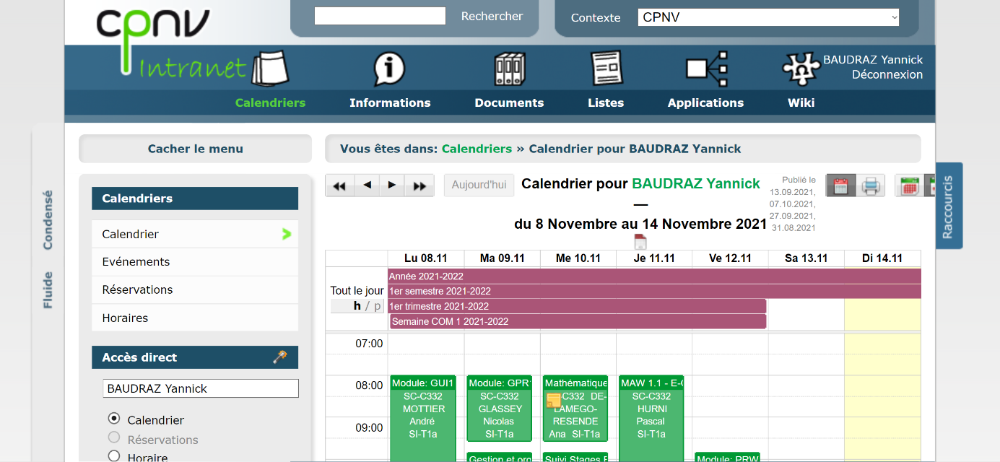 cpnv
Intranet
Rechercher
Contexte
CPNV
BAUDRAZ Yannick
Déconnexion
Calendriers
Informations
Documents
Listes
Applications
Wiki
Condensé
Fluide
Raccourcis
Cacher le menu
Calendriers
Calendrier
Evénements
Réservations
Horaires
Accès direct
BAUDRAZ Yannick
Calendrier
Réservations
Horaire
Vous êtes dans: Calendriers » Calendrier pour BAUDRAZ Yannick
Aujourd'hui
Calendrier pour BAUDRAZ Yannick
—
du 8 Novembre au 14 Novembre 2021
Publié le
13.09.2021,
07.10.2021,
27.09.2021,
31.08.2021
Lu 08.11 Ma 09.11 Me 10.11 Je 11.11 Ve 12.11 Sa 13.11 Di 14.11
Tout le jour
h / p
Année 2021-2022
1er semestre 2021-2022
1er trimestre 2021-2022
Semaine COM 1 2021-2022
07:00
08:00
09:00
Module: GUI1
SC-C332
MOTTIER
André
SI-T1a
Module: GPR
SC-C332
GLASSEY
Nicolas
SI-T1a
Gestion et org
Mathématique
C332 DE-
LAMEGO-
RESENDE
Ana SI-T1a
Suivi Stages E
MAW 1.1 - E-C
SC-C332
HURNI
Pascal
SI-T1a
Module: PRW